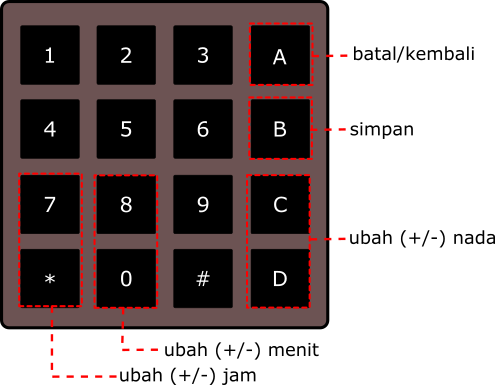 1 2 3 A batal/kembali
4 5 6 B simpan
7 8 9 C
ubah (+/-) nada
* 0 # D
ubah (+/-) menit
ubah (+/-) jam